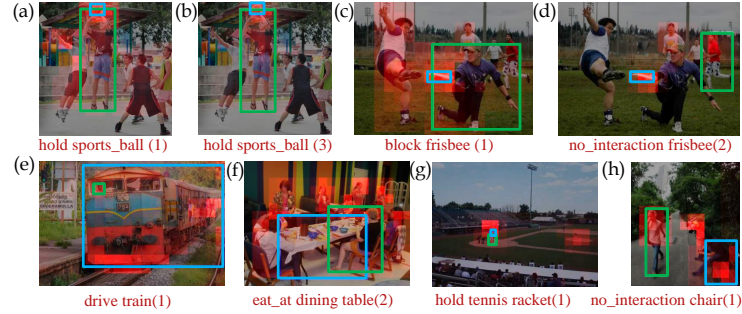 (a) (b) (c) (d)
hold sports_ball (1) hold sports_ball (3) block frisbee (1) no_interaction frisbee(2)
(e) (f) (g) (h)
drive train(1) eat_at dining table(2) hold tennis racket(1) no_interaction chair(1)